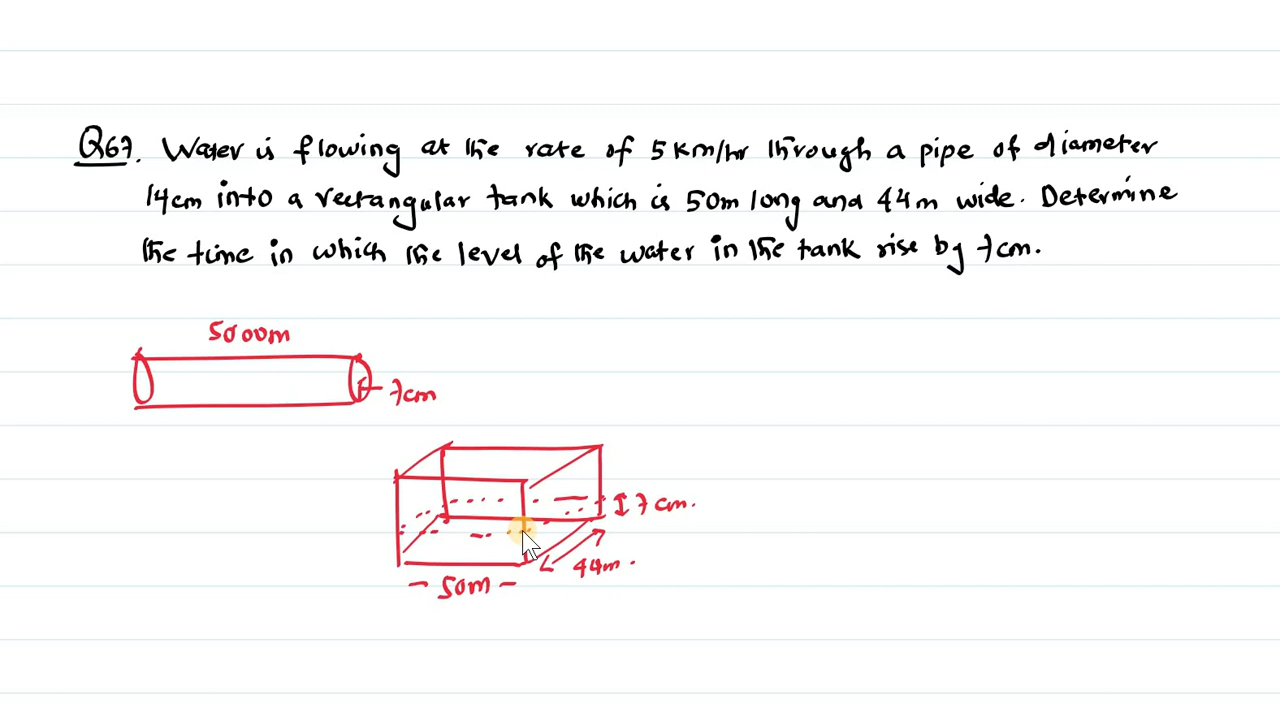 Q67. Water is flowing at the rate of 5 km/hr through a pipe of diameter
14cm into a rectangular tank which is 50m long and 44m wide. Determine
the time in which the level of the water in the tank rise by 7cm.
5000m
7cm
7cm.
44m.
50m